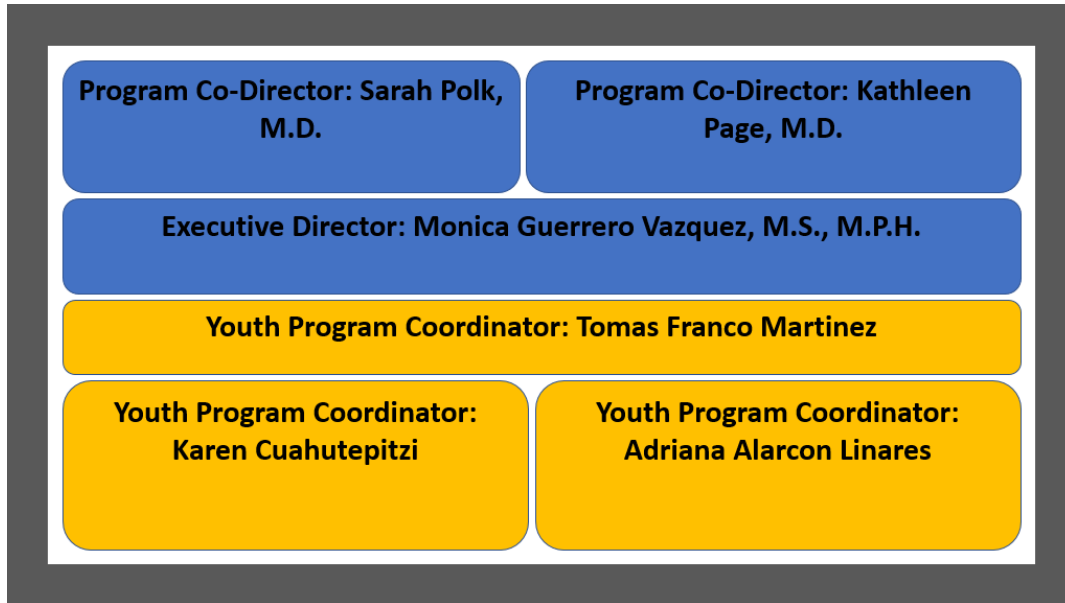 Program Co-Director: Sarah Polk,
M.D.
Program Co-Director: Kathleen
Page, M.D.
Executive Director: Monica Guerrero Vazquez, M.S., M.P.H.
Youth Program Coordinator: Tomas Franco Martinez
Youth Program Coordinator:
Karen Cuahutepitzi
Youth Program Coordinator:
Adriana Alarcon Linares